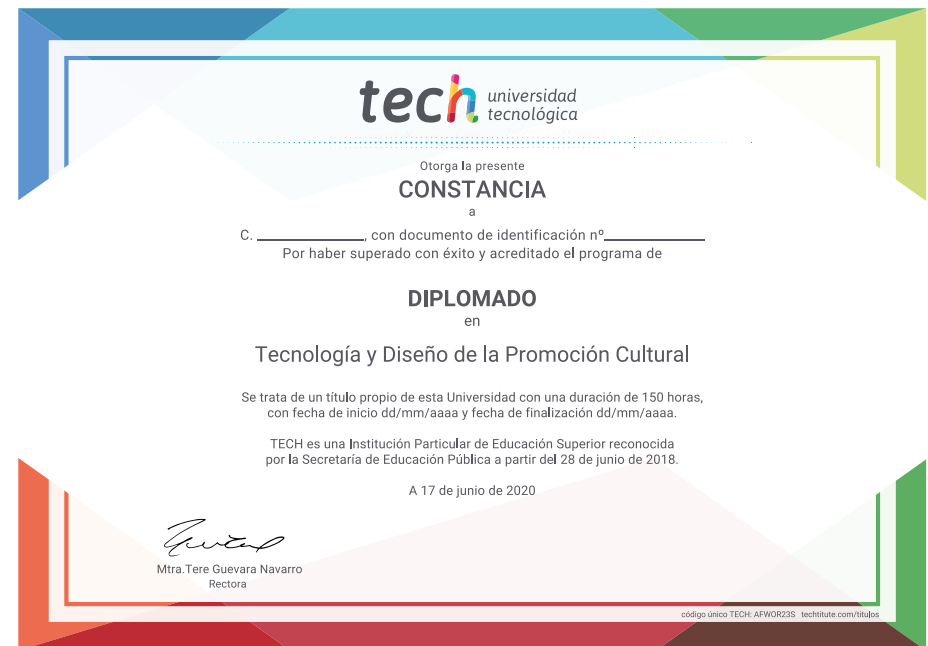 tech universidad
tecnológica
Otorga la presente
CONSTANCIA
a
C. ______________, con documento de identificación nº_____________
Por haber superado con éxito y acreditado el programa de
DIPLOMADO
en
Tecnología y Diseño de la Promoción Cultural
Se trata de un título propio de esta Universidad con una duración de 150 horas,
con fecha de inicio dd/mm/aaaa y fecha de finalización dd/mm/aaaa.
TECH es una Institución Particular de Educación Superior reconocida
por la Secretaría de Educación Pública a partir del 28 de junio de 2018.
A 17 de junio de 2020
Mtra.Tere Guevara Navarro
Rectora
código único TECH: AFWOR23S techtitute.com/titulos